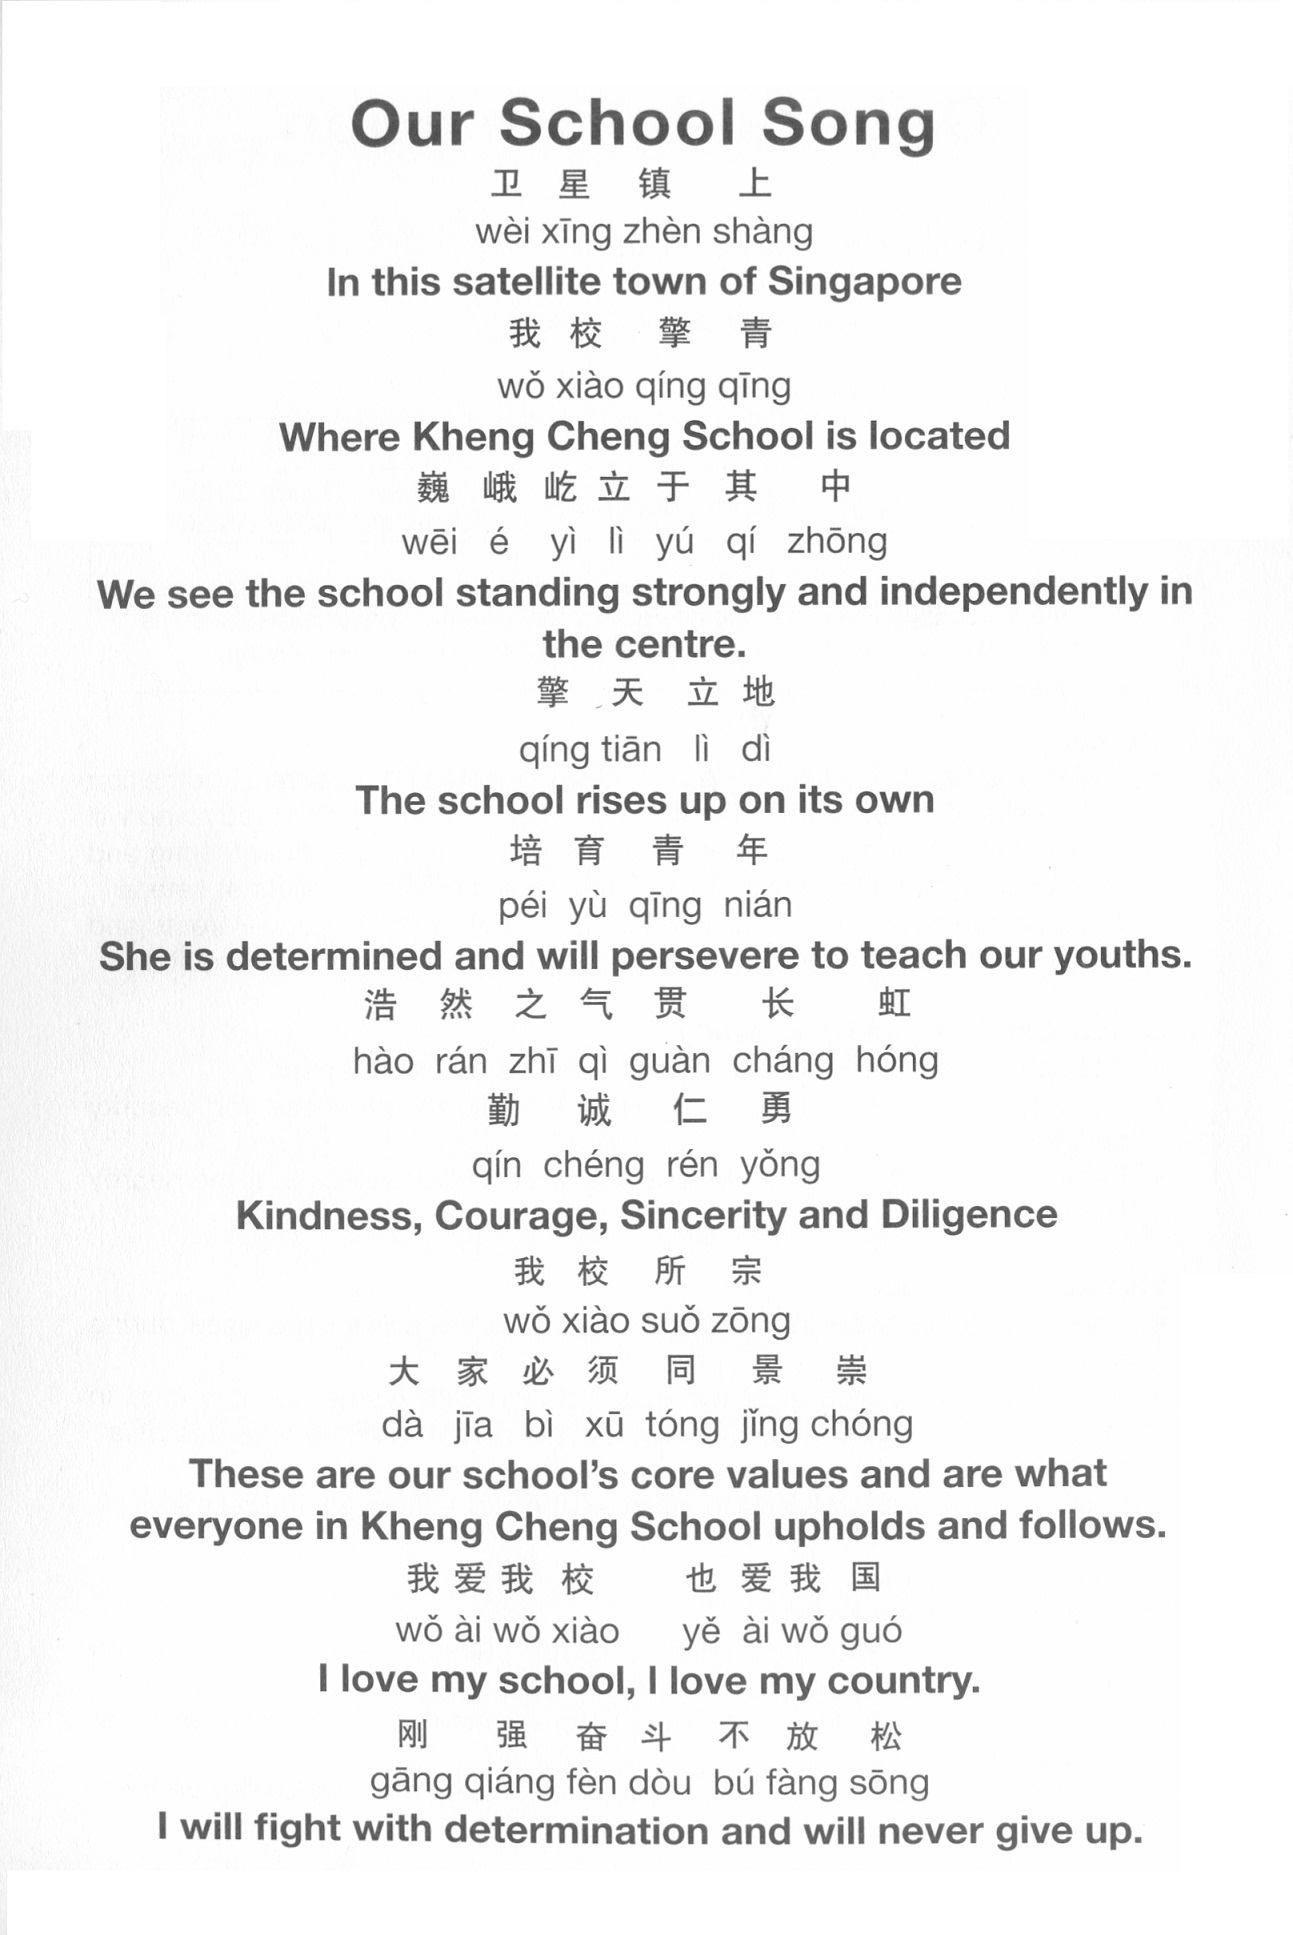 Our School Song
卫 星 镇 上
wèi xīng zhèn shàng
In this satellite town of Singapore
我 校 擎 青
wǒ xiào qíng qīng
Where Kheng Cheng School is located
巍 峨 屹 立 于 其 中
wēi é yì lì yú qí zhōng
We see the school standing strongly and independently in
the centre.
擎 天 立 地
qíng tiān lì dì
The school rises up on its own
培 育 青 年
péi yù qīng nián
She is determined and will persevere to teach our youths.
浩 然 之 气 贯 长 虹
hào rán zhī qì guàn cháng hóng
勤 诚 仁 勇
qín chéng rén yǒng
Kindness, Courage, Sincerity and Diligence
我 校 所 宗
wǒ xiào suǒ zōng
大 家 必 须 同 景 崇
dà jīa bì xū tóng jǐng chóng
These are our school’s core values and are what
everyone in Kheng Cheng School upholds and follows.
我 爱 我 校 也 爱 我 国
wǒ ài wǒ xiào yě ài wǒ guó
I love my school, I love my country.
刚 强 奋 斗 不 放 松
gāng qiáng fèn dòu bú fàng sōng
I will fight with determination and will never give up.